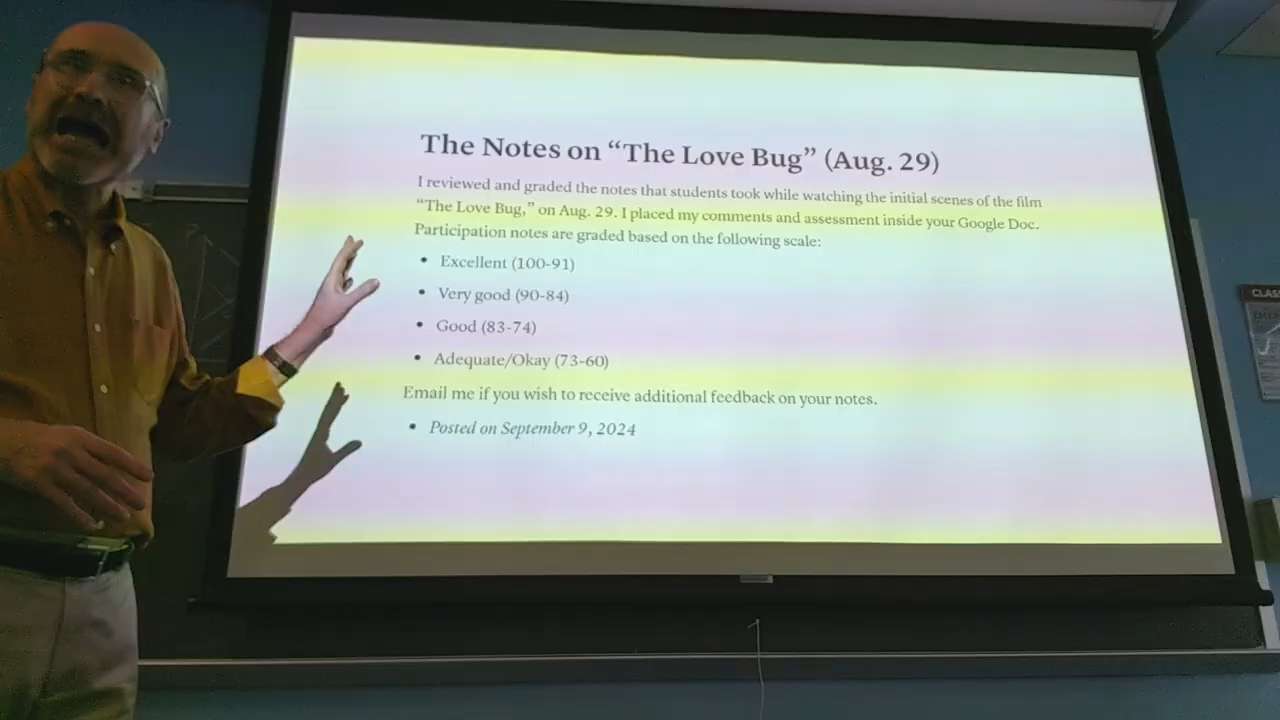 The Notes on “The Love Bug” (Aug. 29)
I reviewed and graded the notes that students took while watching the initial scenes of the film
“The Love Bug,” on Aug. 29. I placed my comments and assessment inside your Google Doc.
Participation notes are graded based on the following scale:
• Excellent (100-91)
• Very good (90-84)
• Good (83-74)
• Adequate/Okay (73-60)
Email me if you wish to receive additional feedback on your notes.
• Posted on September 9, 2024
CLAS